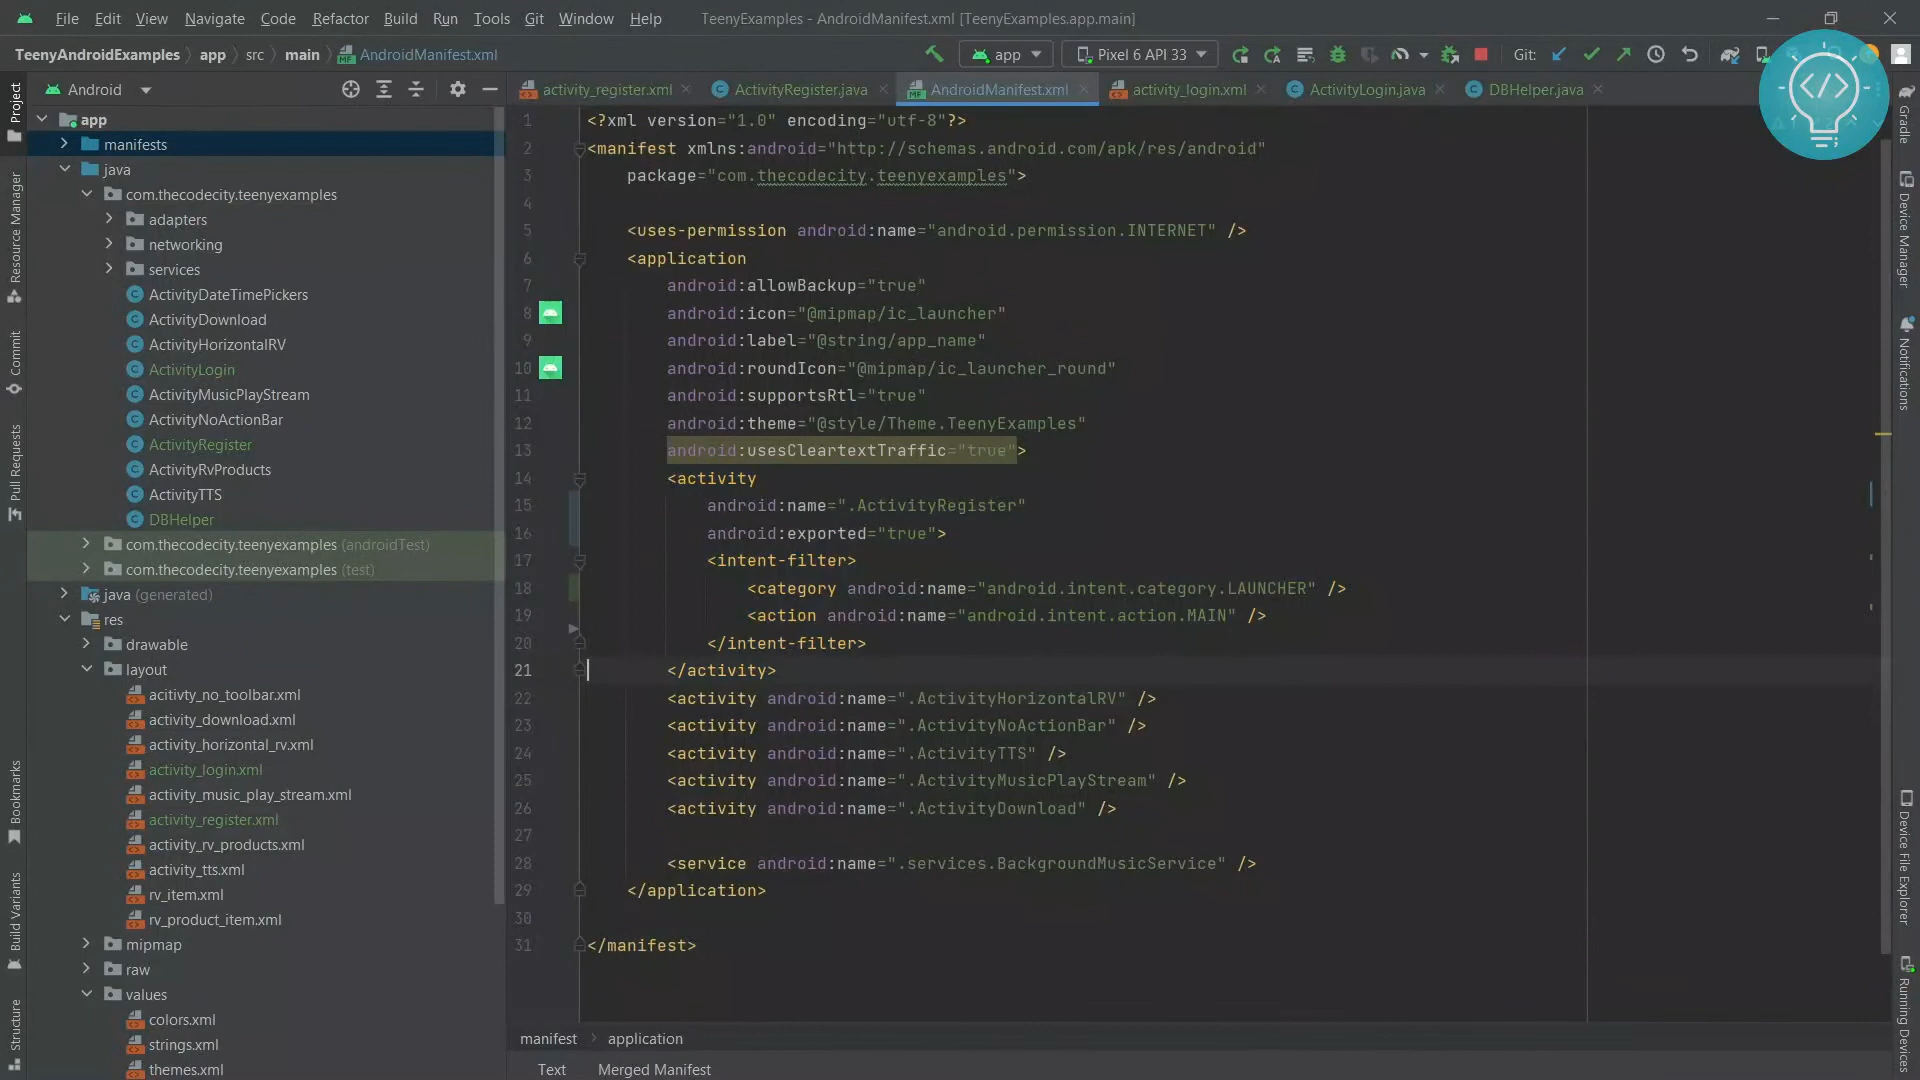 File Edit View Navigate Code Refactor Build Run Tools Git Window Help TeenyExamples - AndroidManifest.xml [TeenyExamples.app.main]
TeenyAndroidExamples app src main AndroidManifest.xml app Pixel 6 API 33 Git:
Android
activity_register.xml ActivityRegister.java AndroidManifest.xml activity_login.xml ActivityLogin.java DBHelper.java
Project
Resource Manager
Commit
Pull Requests
Bookmarks
Build Variants
Structure
app
manifests
java
com.thecodecity.teenyexamples
adapters
networking
services
ActivityDateTimePickers
ActivityDownload
ActivityHorizontalRV
ActivityLogin
ActivityMusicPlayStream
ActivityNoActionBar
ActivityRegister
ActivityRvProducts
ActivityTTS
DBHelper
com.thecodecity.teenyexamples (androidTest)
com.thecodecity.teenyexamples (test)
java (generated)
res
drawable
layout
acitivty_no_toolbar.xml
activity_download.xml
activity_horizontal_rv.xml
activity_login.xml
activity_music_play_stream.xml
activity_register.xml
activity_rv_products.xml
activity_tts.xml
rv_item.xml
rv_product_item.xml
mipmap
raw
values
colors.xml
strings.xml
themes.xml
1 <?xml version="1.0" encoding="utf-8"?>
2 <manifest xmlns:android="http://schemas.android.com/apk/res/android"
3 package="com.thecodecity.teenyexamples">
4
5 <uses-permission android:name="android.permission.INTERNET" />
6 <application
7 android:allowBackup="true"
8 android:icon="@mipmap/ic_launcher"
9 android:label="@string/app_name"
10 android:roundIcon="@mipmap/ic_launcher_round"
11 android:supportsRtl="true"
12 android:theme="@style/Theme.TeenyExamples"
13 android:usesCleartextTraffic="true">
14 <activity
15 android:name=".ActivityRegister"
16 android:exported="true">
17 <intent-filter>
18 <category android:name="android.intent.category.LAUNCHER" />
19 <action android:name="android.intent.action.MAIN" />
20 </intent-filter>
21 </activity>
22 <activity android:name=".ActivityHorizontalRV" />
23 <activity android:name=".ActivityNoActionBar" />
24 <activity android:name=".ActivityTTS" />
25 <activity android:name=".ActivityMusicPlayStream" />
26 <activity android:name=".ActivityDownload" />
27
28 <service android:name=".services.BackgroundMusicService" />
29 </application>
30
31 </manifest>
manifest application
Text Merged Manifest
</>
Gradle
Device Manager
Notifications
Device File Explorer
Running Devices